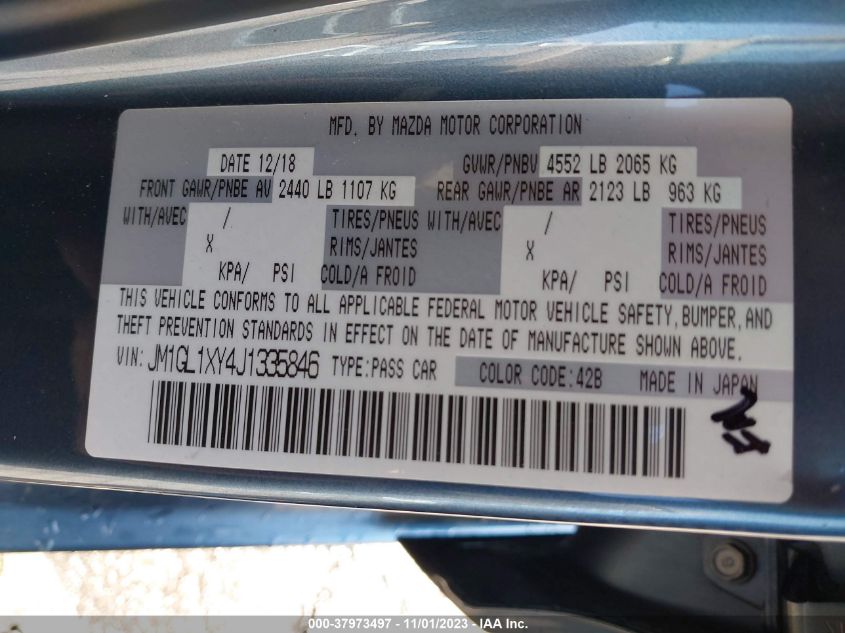 MFD. BY MAZDA MOTOR CORPORATION
DATE 12/18 GVWR/PNBV 4552 LB 2065 KG
FRONT GAWR/PNBE AV 2440 LB 1107 KG REAR GAWR/PNBE AR 2123 LB 963 KG
WITH/AVEC / TIRES/PNEUS WITH/AVEC / TIRES/PNEUS
X RIMS/JANTES X RIMS/JANTES
KPA/ PSI COLD/A FROID KPA/ PSI COLD/A FROID
THIS VEHICLE CONFORMS TO ALL APPLICABLE FEDERAL MOTOR VEHICLE SAFETY, BUMPER, AND
THEFT PREVENTION STANDARDS IN EFFECT ON THE DATE OF MANUFACTURE SHOWN ABOVE.
VIN: JM1GL1XY4J1335846 TYPE: PASS CAR COLOR CODE: 42B MADE IN JAPAN
000-37973497 - 11/01/2023 - IAA Inc.